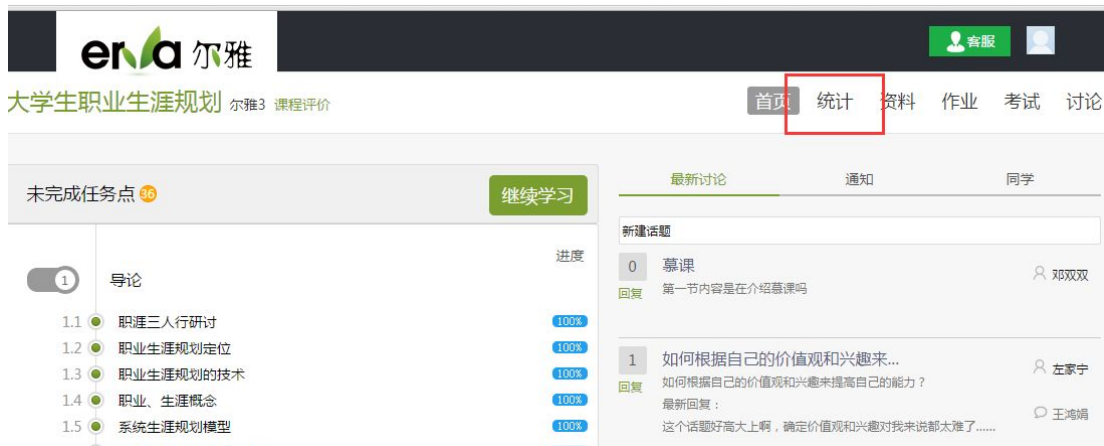 erya 尔雅
客服
大学生职业生涯规划 尔雅3 课程评价
首页 统计 资料 作业 考试 讨论
未完成任务点 36
继续学习
进度
1 导论
1.1 职涯三人行研讨 100%
1.2 职业生涯规划定位 100%
1.3 职业生涯规划的技术 100%
1.4 职业、生涯概念 100%
1.5 系统生涯规划模型 100%
最新讨论 通知 同学
新建话题
0 慕课
回复 第一节内容是在介绍慕课吗
邓双双
1 如何根据自己的价值观和兴趣来...
回复 如何根据自己的价值观和兴趣来提高自己的能力？
左家宁
最新回复：
王鸿娟
这个话题好高大上啊，确定价值观和兴趣对我来说都太难了......